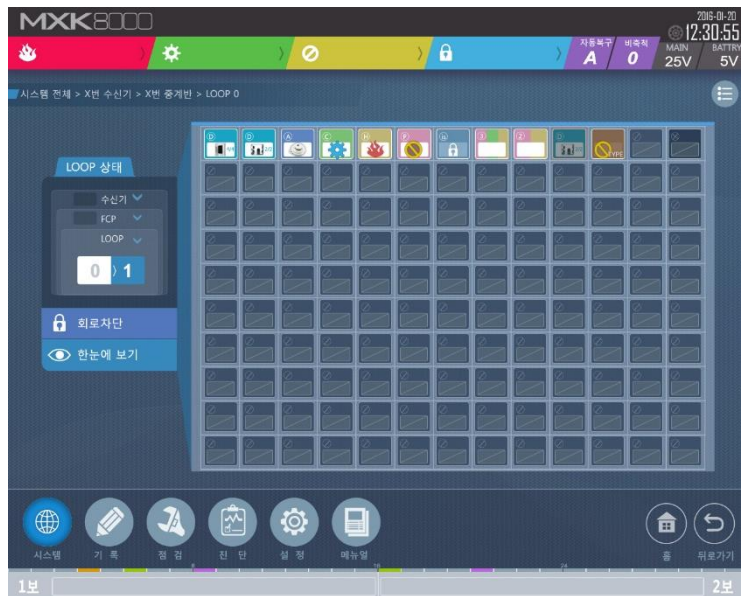 MXK8000
2016-01-20
12:30:55
자동복구 비축적 MAIN BATTRY
A 0 25V 5V
시스템 전체 > X번 수신기 > X번 중계반 > LOOP 0
LOOP 상태
수신기
FCP
LOOP
0 > 1
회로차단
한눈에 보기
TYPE
시스템 기 록 점 검 진 단 설 정 메뉴얼 홈 뒤로가기
8 16 24
1보 2보